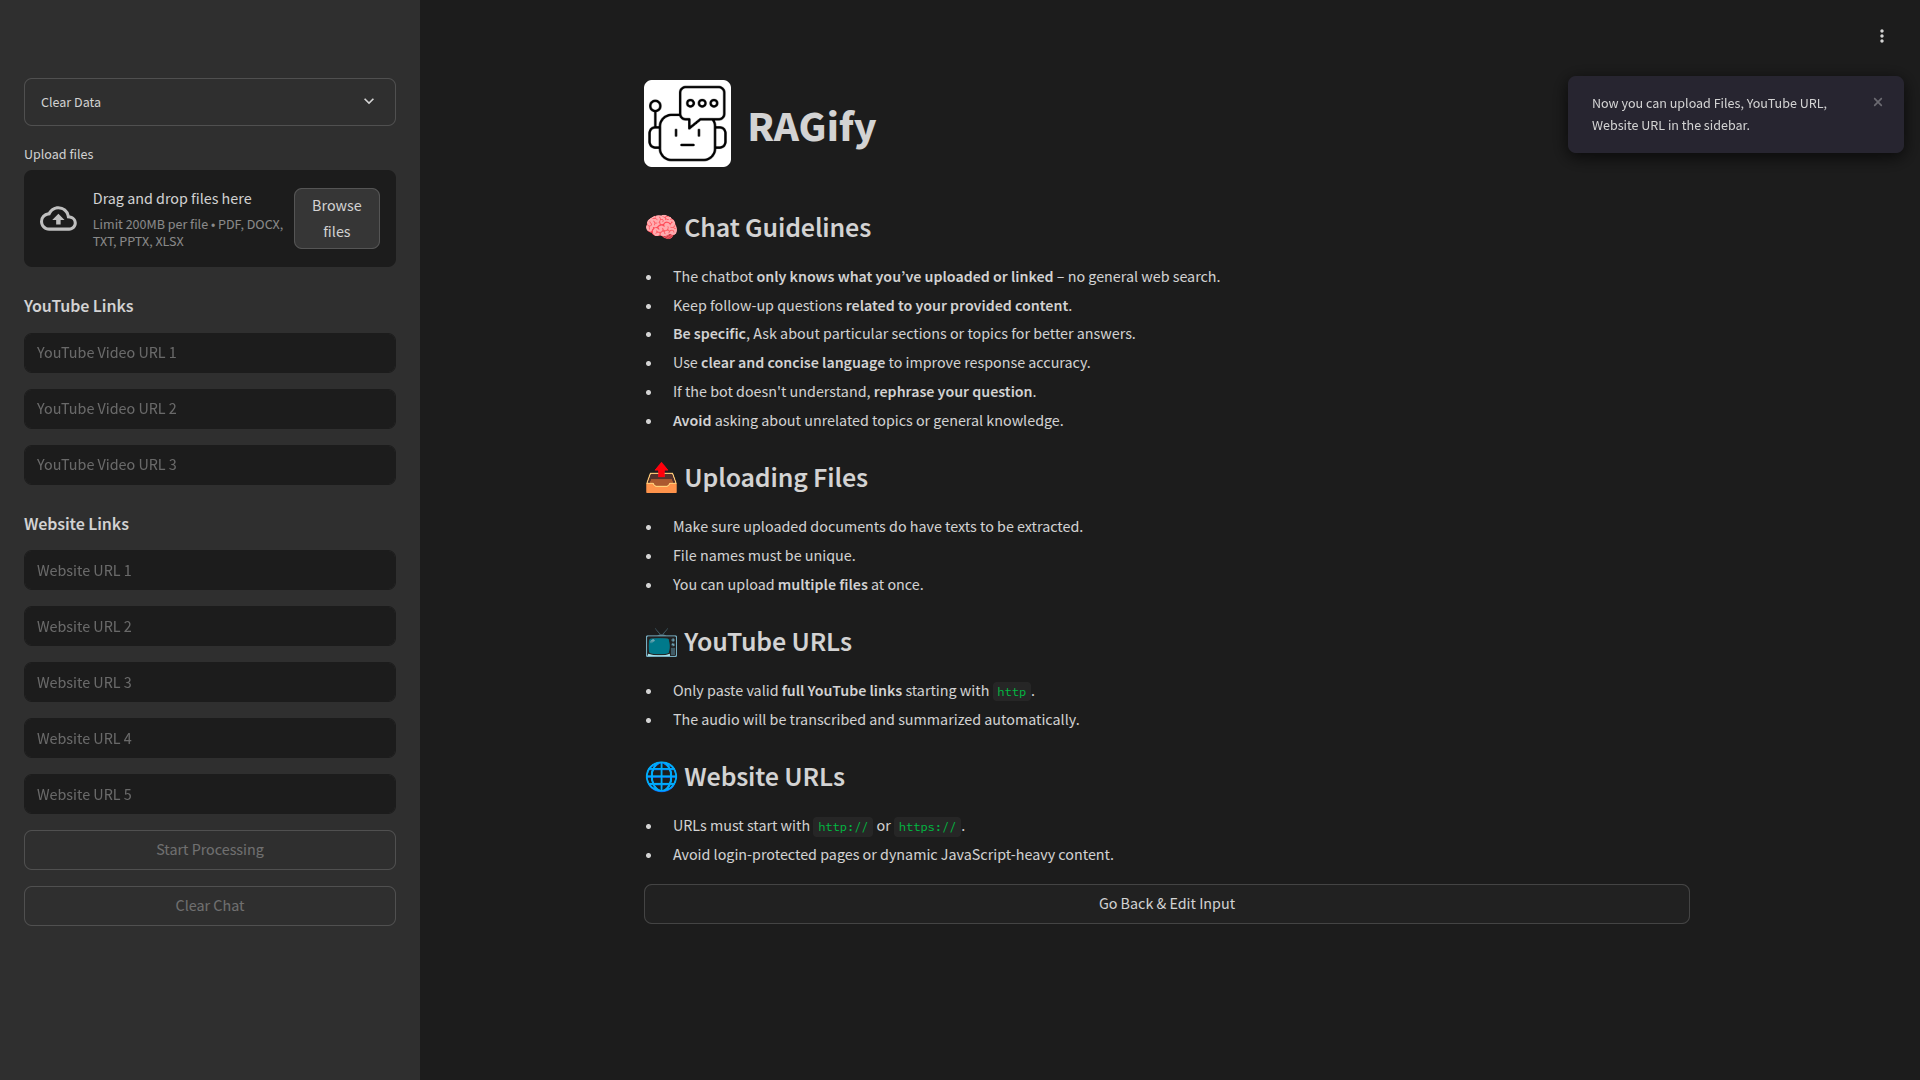 Clear Data
Upload files
Drag and drop files here
Limit 200MB per file • PDF, DOCX,
TXT, PPTX, XLSX
Browse
files
YouTube Links
YouTube Video URL 1
YouTube Video URL 2
YouTube Video URL 3
Website Links
Website URL 1
Website URL 2
Website URL 3
Website URL 4
Website URL 5
Start Processing
Clear Chat
RAGify
Now you can upload Files, YouTube URL,
Website URL in the sidebar.
🧠 Chat Guidelines
• The chatbot only knows what you’ve uploaded or linked – no general web search.
• Keep follow-up questions related to your provided content.
• Be specific, Ask about particular sections or topics for better answers.
• Use clear and concise language to improve response accuracy.
• If the bot doesn't understand, rephrase your question.
• Avoid asking about unrelated topics or general knowledge.
📤 Uploading Files
• Make sure uploaded documents do have texts to be extracted.
• File names must be unique.
• You can upload multiple files at once.
📺 YouTube URLs
• Only paste valid full YouTube links starting with http .
• The audio will be transcribed and summarized automatically.
🌐 Website URLs
• URLs must start with http:// or https:// .
• Avoid login-protected pages or dynamic JavaScript-heavy content.
Go Back & Edit Input